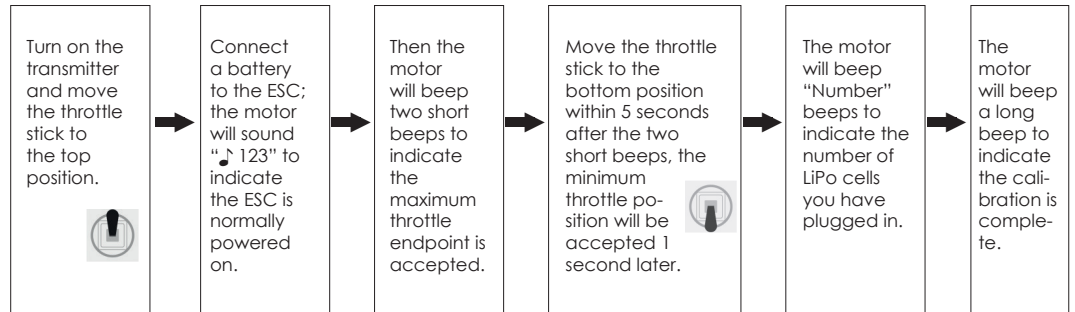 Turn on the
transmitter
and move
the throttle
stick to
the top
position.
Connect
a battery
to the ESC;
the motor
will sound
“♪ 123” to
indicate
the ESC is
normally
powered
on.
Then the
motor
will beep
two short
beeps to
indicate
the
maximum
throttle
endpoint is
accepted.
Move the throttle
stick to the
bottom position
within 5 seconds
after the two
short beeps, the
minimum
throttle po-
sition will be
accepted 1
second later.
The motor
will beep
“Number”
beeps to
indicate the
number of
LiPo cells
you have
plugged in.
The
motor
will beep
a long
beep to
indicate
the cali-
bration is
comple-
te.